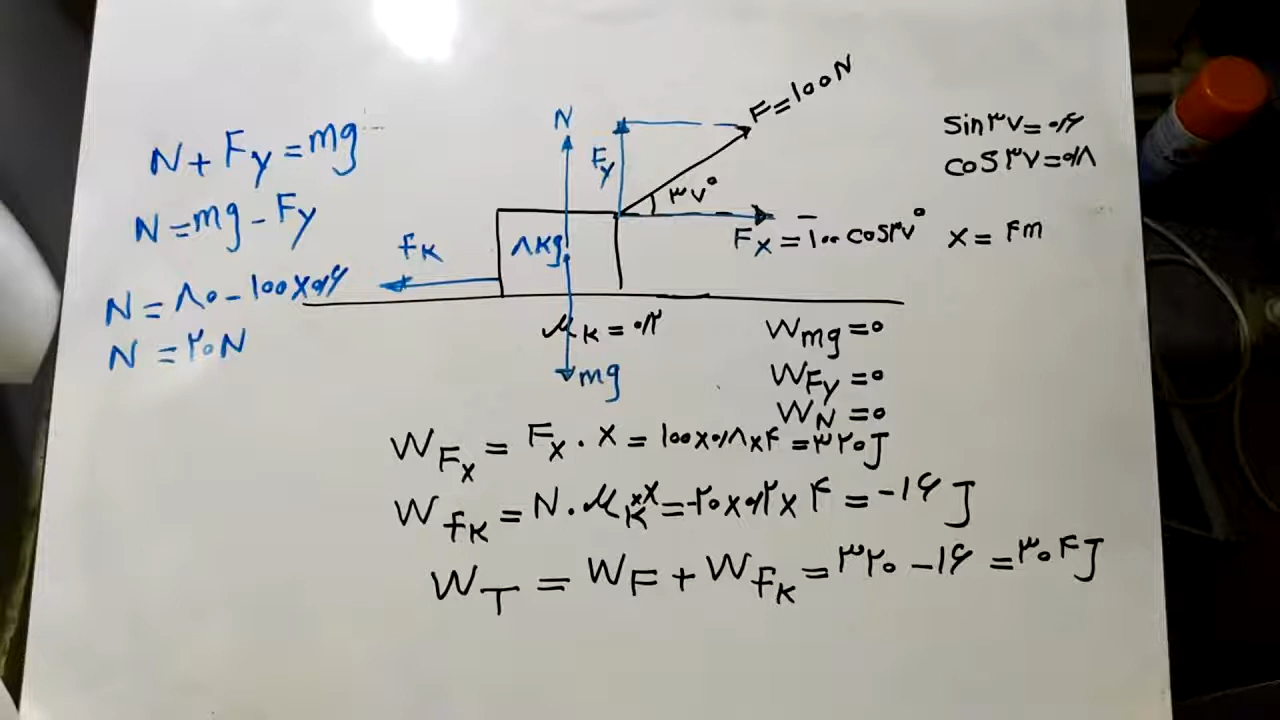 N + Fy = mg
N = mg - Fy
N = ۸۰ - ۱۰۰ × ۰/۶
N = ۲۰N
N
Fy
F = ۱۰۰N
۳۷°
Fx = ۱۰۰ cos۳۷°
fK
۸Kg
μK = ۰/۲
mg
sin۳۷ = ۰/۶
cos۳۷ = ۰/۸
x = ۴m
Wmg = ۰
WFy = ۰
WN = ۰
WFx = Fx . x = ۱۰۰ × ۰/۸ × ۴ = ۳۲۰J
WfK = N . μK × x = -۲۰ × ۰/۲ × ۴ = -۱۶ J
WT = WF + WfK = ۳۲۰ - ۱۶ = ۳۰۴J